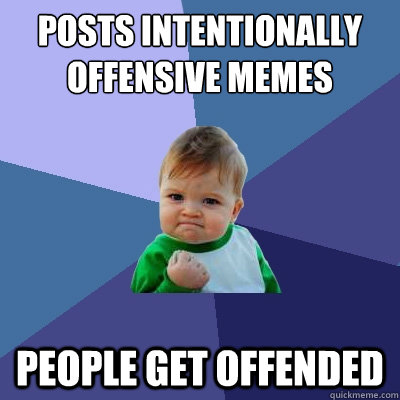 POSTS INTENTIONALLY
OFFENSIVE MEMES
PEOPLE GET OFFENDED
quickmeme.com